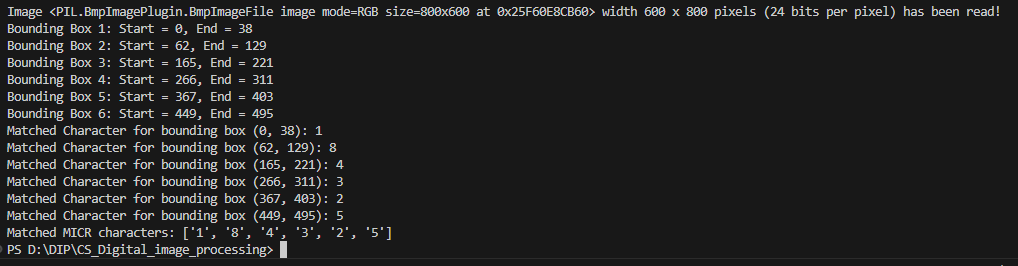 Image <PIL.BmpImagePlugin.BmpImageFile image mode=RGB size=800x600 at 0x25F60E8CB60> width 600 x 800 pixels (24 bits per pixel) has been read!
Bounding Box 1: Start = 0, End = 38
Bounding Box 2: Start = 62, End = 129
Bounding Box 3: Start = 165, End = 221
Bounding Box 4: Start = 266, End = 311
Bounding Box 5: Start = 367, End = 403
Bounding Box 6: Start = 449, End = 495
Matched Character for bounding box (0, 38): 1
Matched Character for bounding box (62, 129): 8
Matched Character for bounding box (165, 221): 4
Matched Character for bounding box (266, 311): 3
Matched Character for bounding box (367, 403): 2
Matched Character for bounding box (449, 495): 5
Matched MICR characters: ['1', '8', '4', '3', '2', '5']
PS D:\DIP\CS_Digital_image_processing>